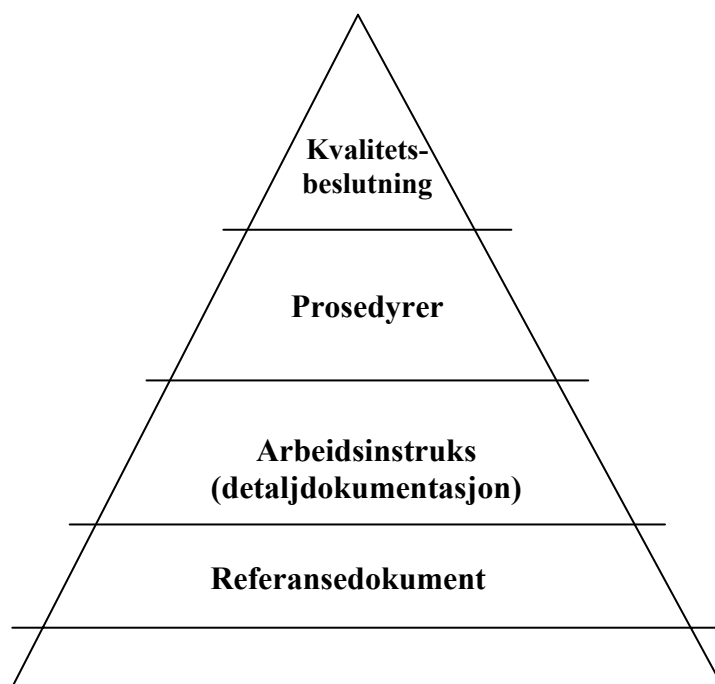 Kvalitets-
beslutning
Prosedyrer
Arbeidsinstruks
(detaljdokumentasjon)
Referansedokument